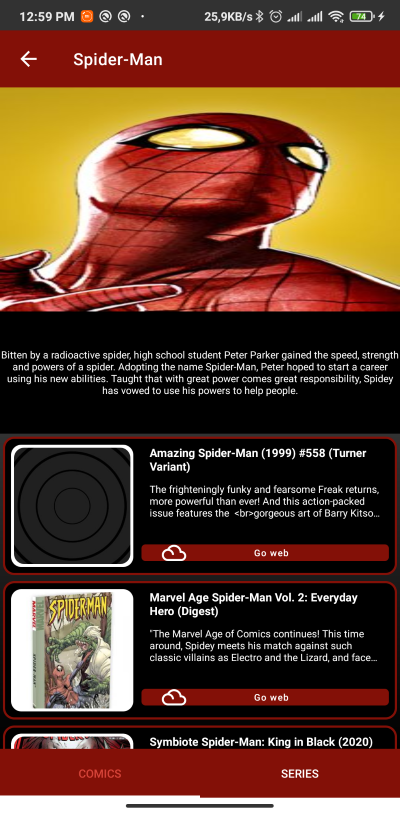 12:59 PM
25,9KB/s
74
Spider-Man
Bitten by a radioactive spider, high school student Peter Parker gained the speed, strength
and powers of a spider. Adopting the name Spider-Man, Peter hoped to start a career
using his new abilities. Taught that with great power comes great responsibility, Spidey
has vowed to use his powers to help people.
Amazing Spider-Man (1999) #558 (Turner
Variant)
The frighteningly funky and fearsome Freak returns,
more powerful than ever! And this action-packed
issue features the <br>gorgeous art of Barry Kitso...
Go web
SPIDER-MAN
Marvel Age Spider-Man Vol. 2: Everyday
Hero (Digest)
"The Marvel Age of Comics continues! This time
around, Spidey meets his match against such
classic villains as Electro and the Lizard, and face...
Go web
Symbiote Spider-Man: King in Black (2020)
COMICS
SERIES